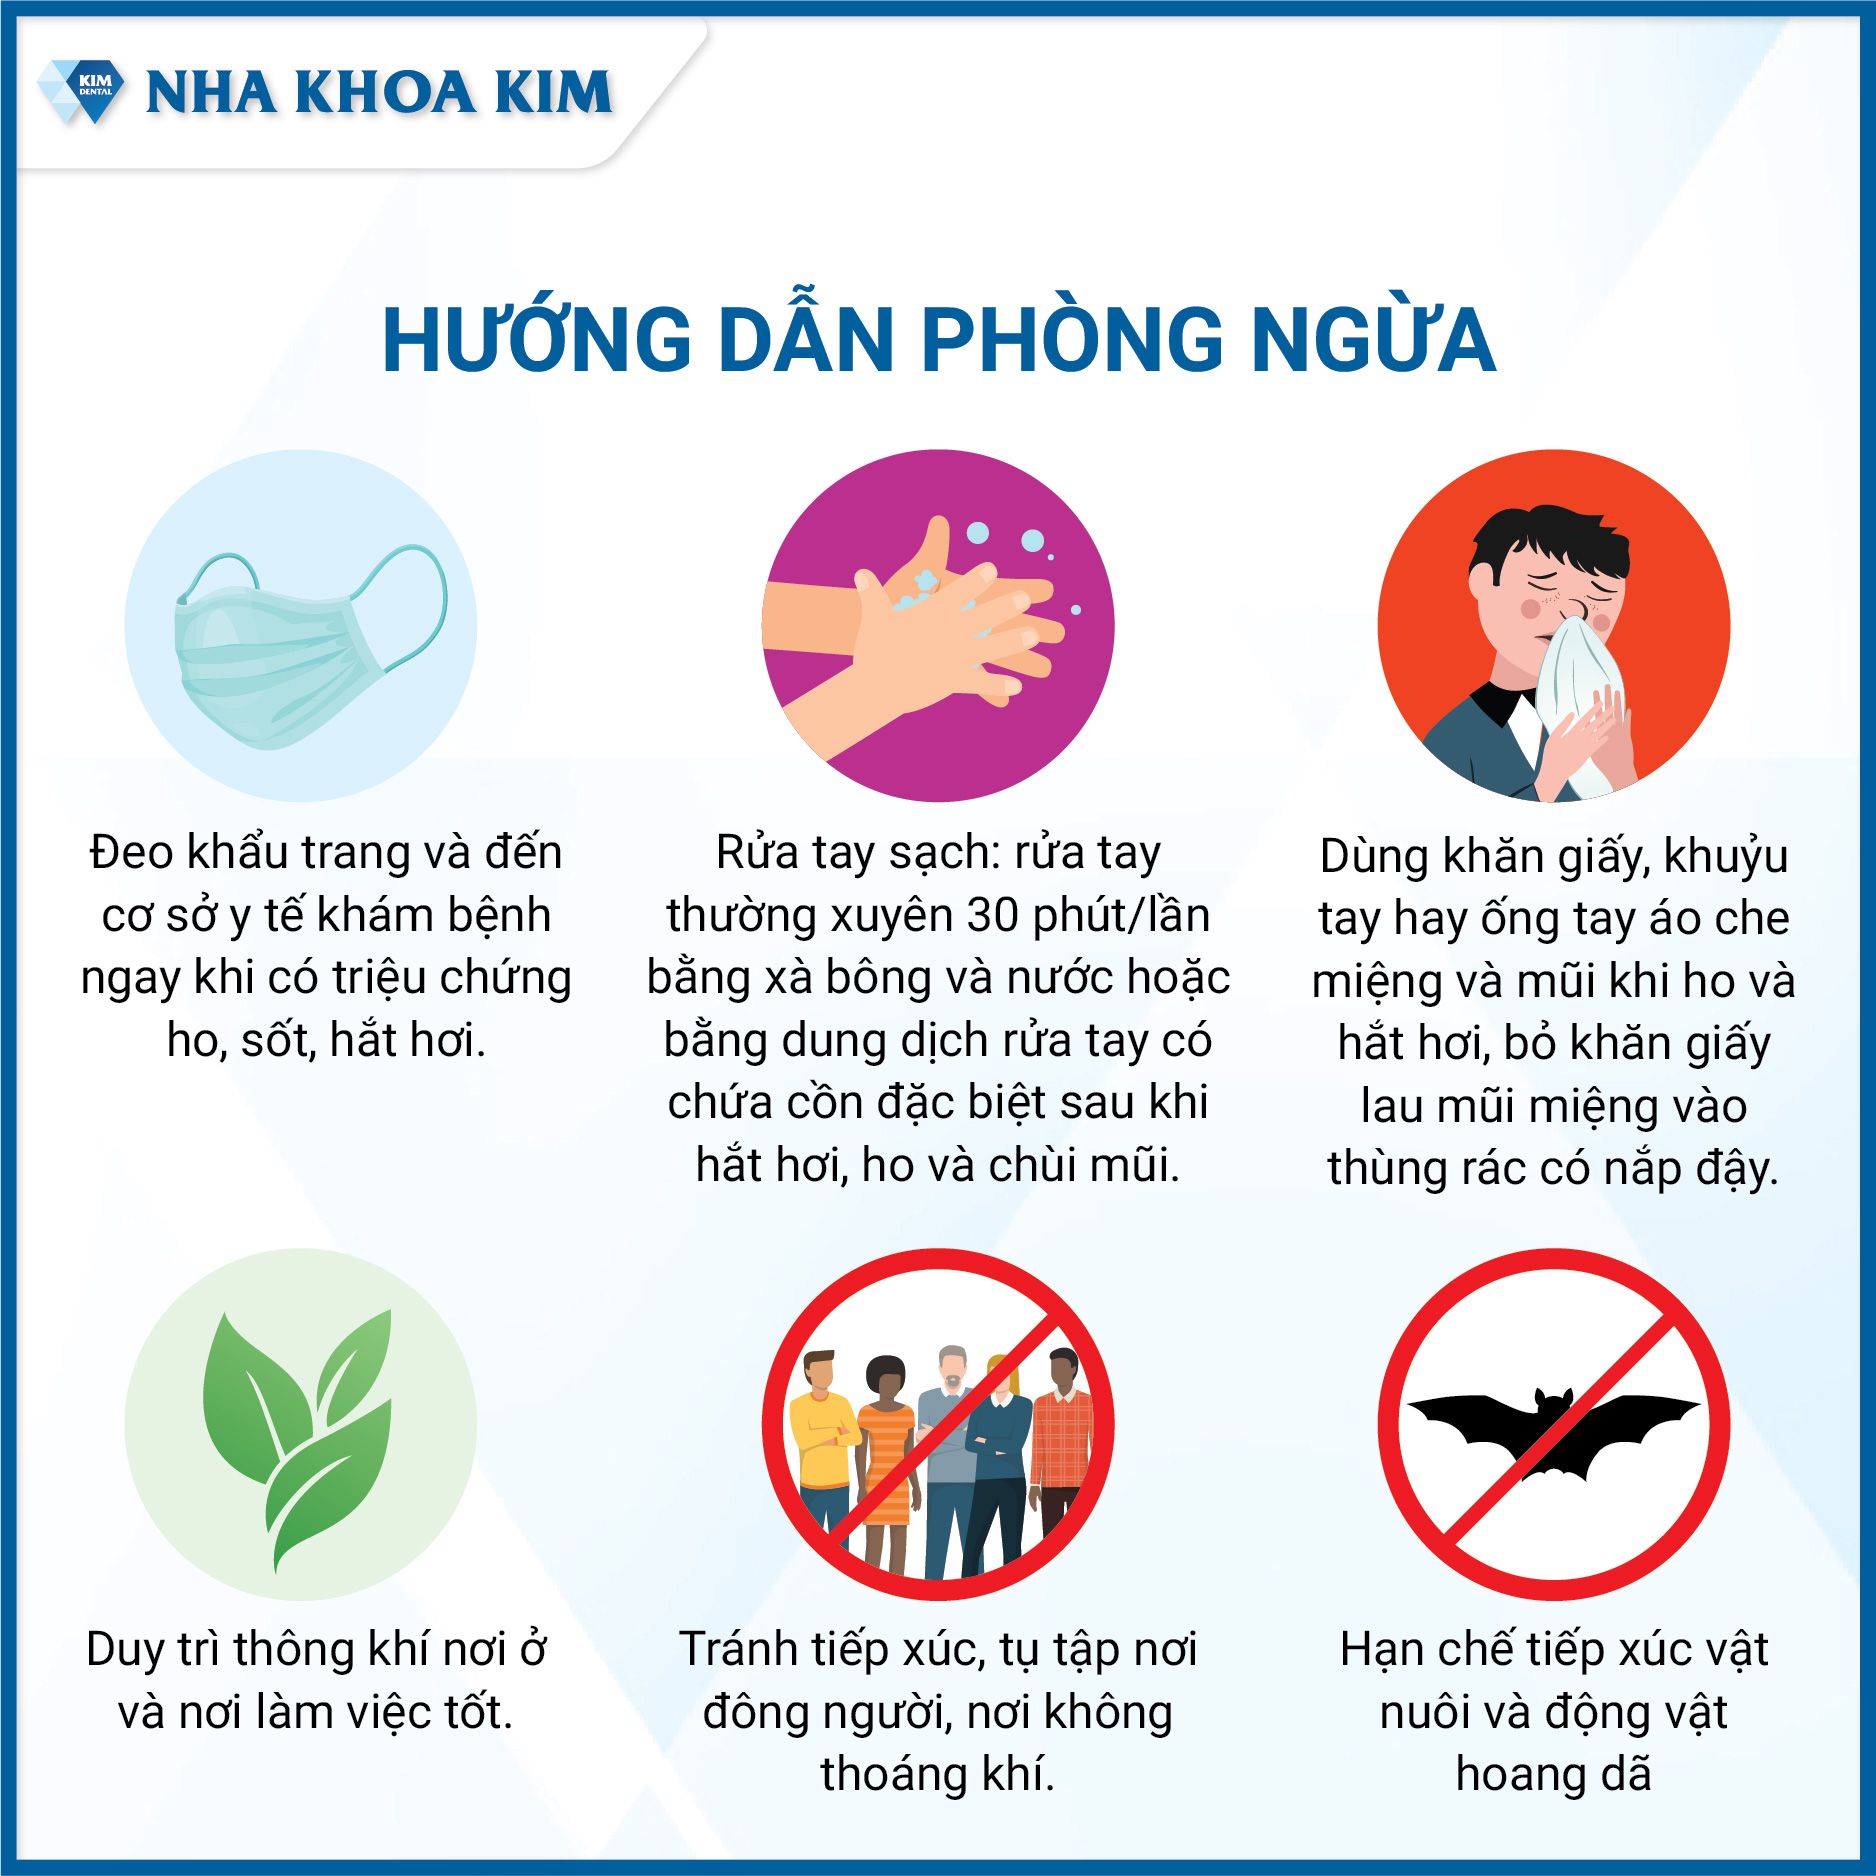 KIM
DENTAL
NHA KHOA KIM
HƯỚNG DẪN PHÒNG NGỪA
Đeo khẩu trang và đến
cơ sở y tế khám bệnh
ngay khi có triệu chứng
ho, sốt, hắt hơi.
Rửa tay sạch: rửa tay
thường xuyên 30 phút/lần
bằng xà bông và nước hoặc
bằng dung dịch rửa tay có
chứa cồn đặc biệt sau khi
hắt hơi, ho và chùi mũi.
Dùng khăn giấy, khuỷu
tay hay ống tay áo che
miệng và mũi khi ho và
hắt hơi, bỏ khăn giấy
lau mũi miệng vào
thùng rác có nắp đậy.
Duy trì thông khí nơi ở
và nơi làm việc tốt.
Tránh tiếp xúc, tụ tập nơi
đông người, nơi không
thoáng khí.
Hạn chế tiếp xúc vật
nuôi và động vật
hoang dã